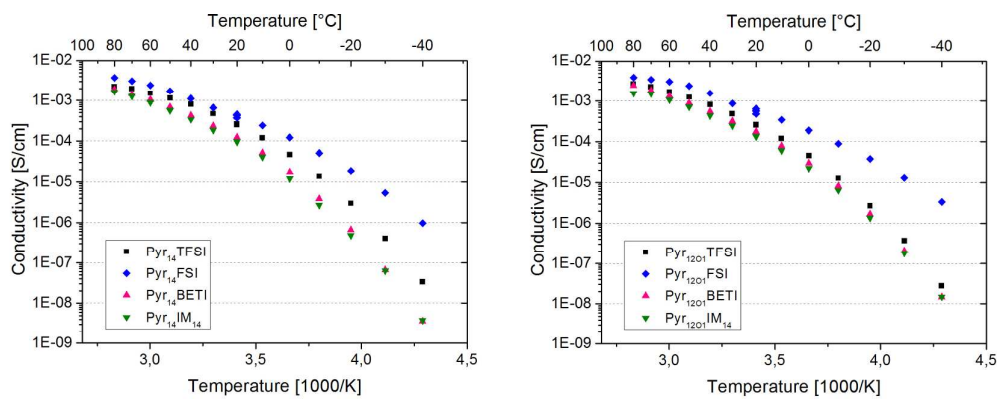 Temperature [°C]
100 80 60 40 20 0 -20 -40
1E-02
1E-03
1E-04
1E-05
1E-06
1E-07
1E-08
1E-09
Conductivity [S/cm]
Pyr₁₄TFSI
Pyr₁₄FSI
Pyr₁₄BETI
Pyr₁₄IM₁₄
3,0 3,5 4,0 4,5
Temperature [1000/K]
Temperature [°C]
100 80 60 40 20 0 -20 -40
1E-02
1E-03
1E-04
1E-05
1E-06
1E-07
1E-08
1E-09
Conductivity [S/cm]
Pyr₁₂O₁TFSI
Pyr₁₂O₁FSI
Pyr₁₂O₁BETI
Pyr₁₂O₁IM₁₄
3,0 3,5 4,0 4,5
Temperature [1000/K]